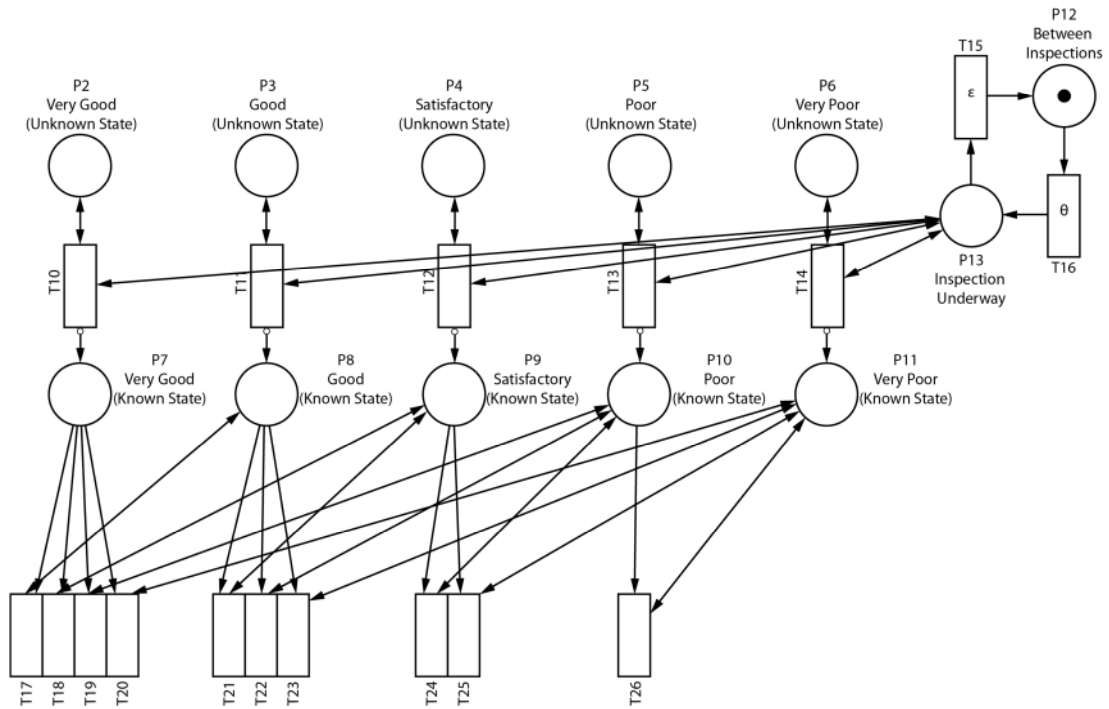 P12
Between
Inspections
T15
ε
P2
Very Good
(Unknown State)
P3
Good
(Unknown State)
P4
Satisfactory
(Unknown State)
P5
Poor
(Unknown State)
P6
Very Poor
(Unknown State)
θ
T16
P13
Inspection
Underway
T10
T11
T12
T13
T14
P7
Very Good
(Known State)
P8
Good
(Known State)
P9
Satisfactory
(Known State)
P10
Poor
(Known State)
P11
Very Poor
(Known State)
T17
T18
T19
T20
T21
T22
T23
T24
T25
T26